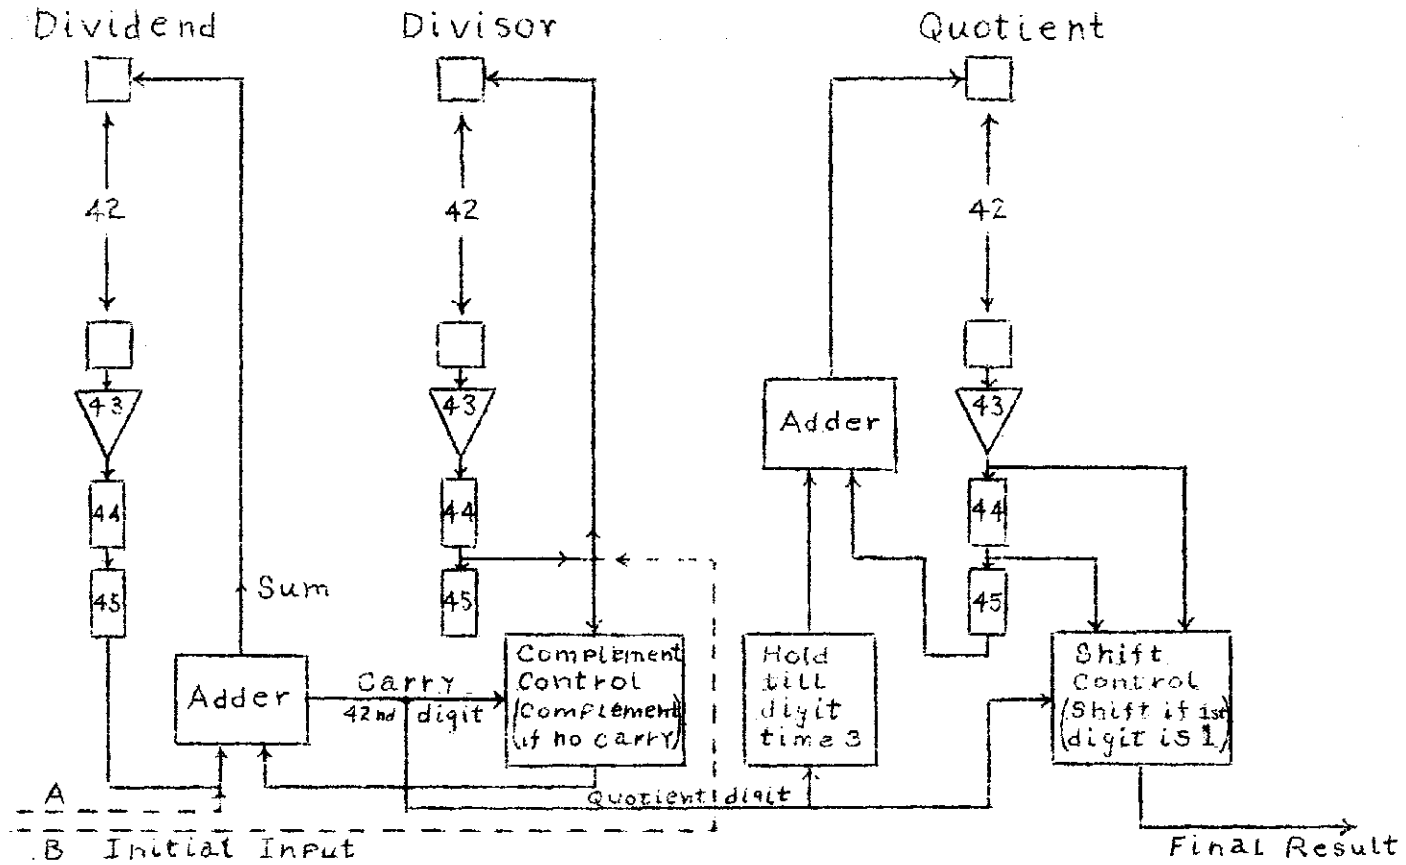 Dividend
Divisor
Quotient
42
42
42
43
43
43
Adder
44
44
44
45
45
45
Sum
Adder
Carry
42nd digit
Complement
Control
(Complement
if no carry)
Hold
till
digit
time 3
Shift
Control
(Shift if 1st
digit is 1)
Quotient digit
A
B Initial Input
Final Result